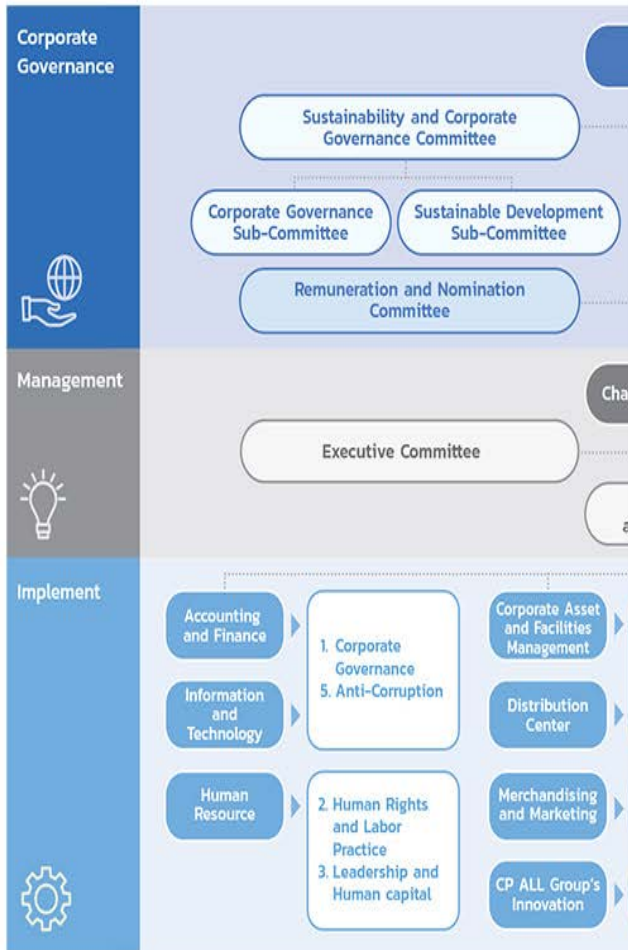 Corporate
Governance
Sustainability and Corporate
Governance Committee
Corporate Governance
Sub-Committee
Sustainable Development
Sub-Committee
Remuneration and Nomination
Committee
Management
Cha
Executive Committee
a
Implement
Accounting
and Finance
1. Corporate
Governance
5. Anti-Corruption
Information
and
Technology
Human
Resource
2. Human Rights
and Labor
Practice
3. Leadership and
Human capital
Corporate Asset
and Facilities
Management
Distribution
Center
Merchandising
and Marketing
CP ALL Group's
Innovation